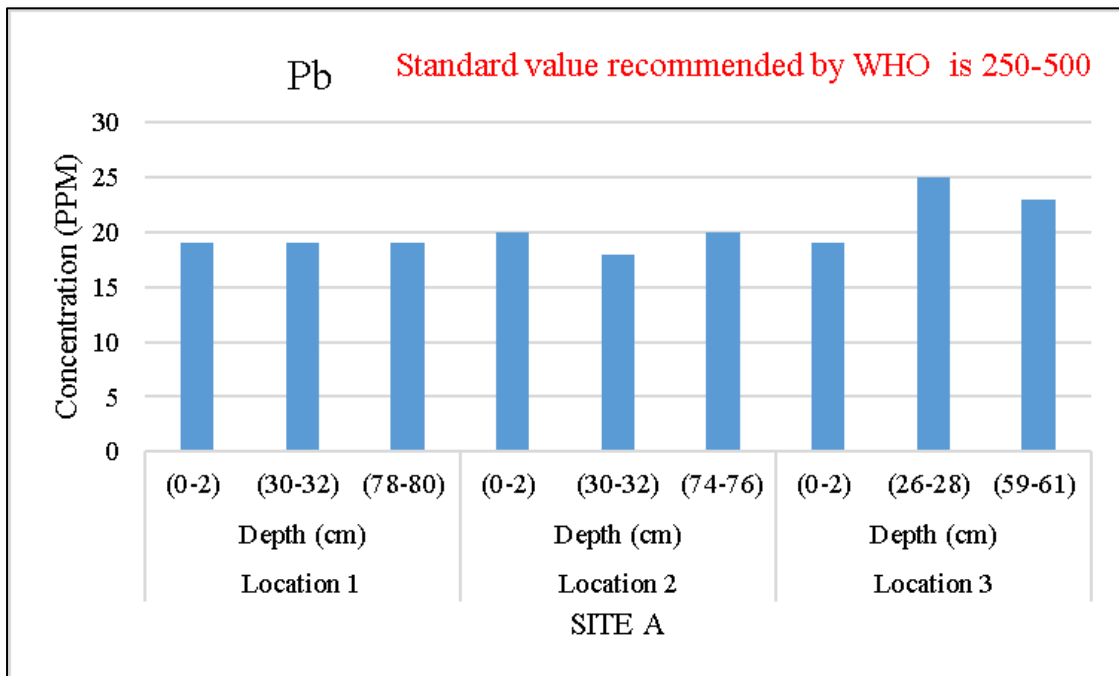 Pb
Standard value recommended by WHO is 250-500
Concentration (PPM)
30
25
20
15
10
5
0
(0-2) (30-32) (78-80) (0-2) (30-32) (74-76) (0-2) (26-28) (59-61)
Depth (cm) Depth (cm) Depth (cm)
Location 1 Location 2 Location 3
SITE A